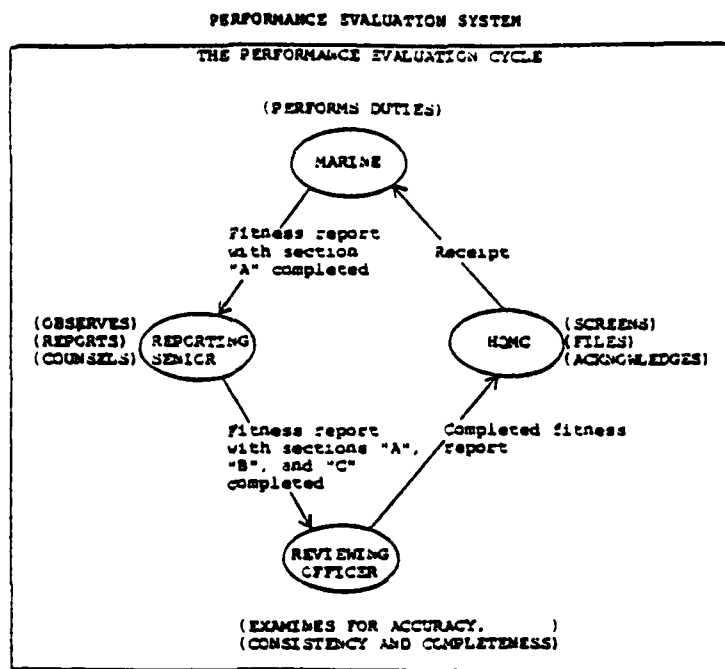 PERFORMANCE EVALUATION SYSTEM
THE PERFORMANCE EVALUATION CYCLE
(PERFORMS DUTIES)
MARINE
Fitness report
with section
"A" completed
Receipt
(OBSERVES)
(REPORTS)
(COUNSELS)
REPORTING
SENIOR
HQMC
(SCREENS)
(FILES)
(ACKNOWLEDGES)
Fitness report
with sections "A",
"B", and "C"
completed
Completed fitness
report
REVIEWING
OFFICER
(EXAMINES FOR ACCURACY, )
(CONSISTENCY AND COMPLETENESS)